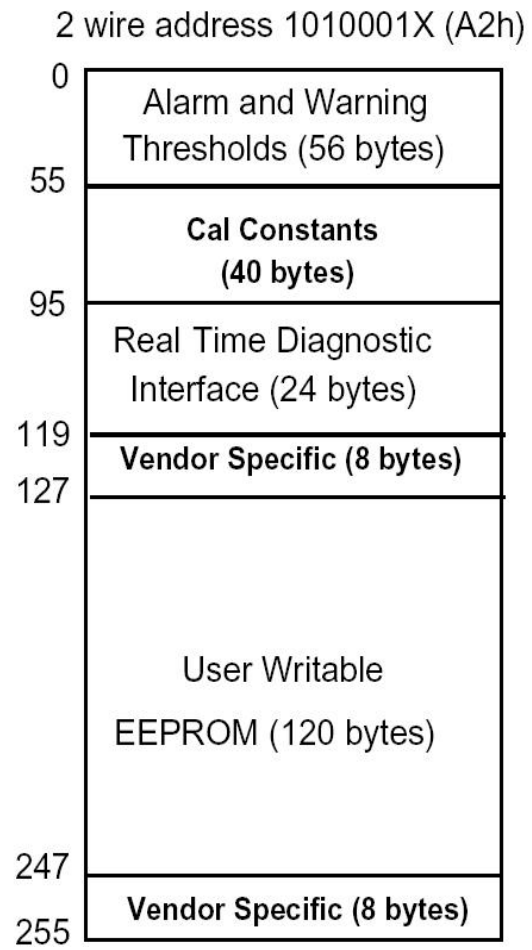 2 wire address 1010001X (A2h)
0
Alarm and Warning
Thresholds (56 bytes)
55
Cal Constants
(40 bytes)
95
Real Time Diagnostic
Interface (24 bytes)
119
Vendor Specific (8 bytes)
127
User Writable
EEPROM (120 bytes)
247
Vendor Specific (8 bytes)
255